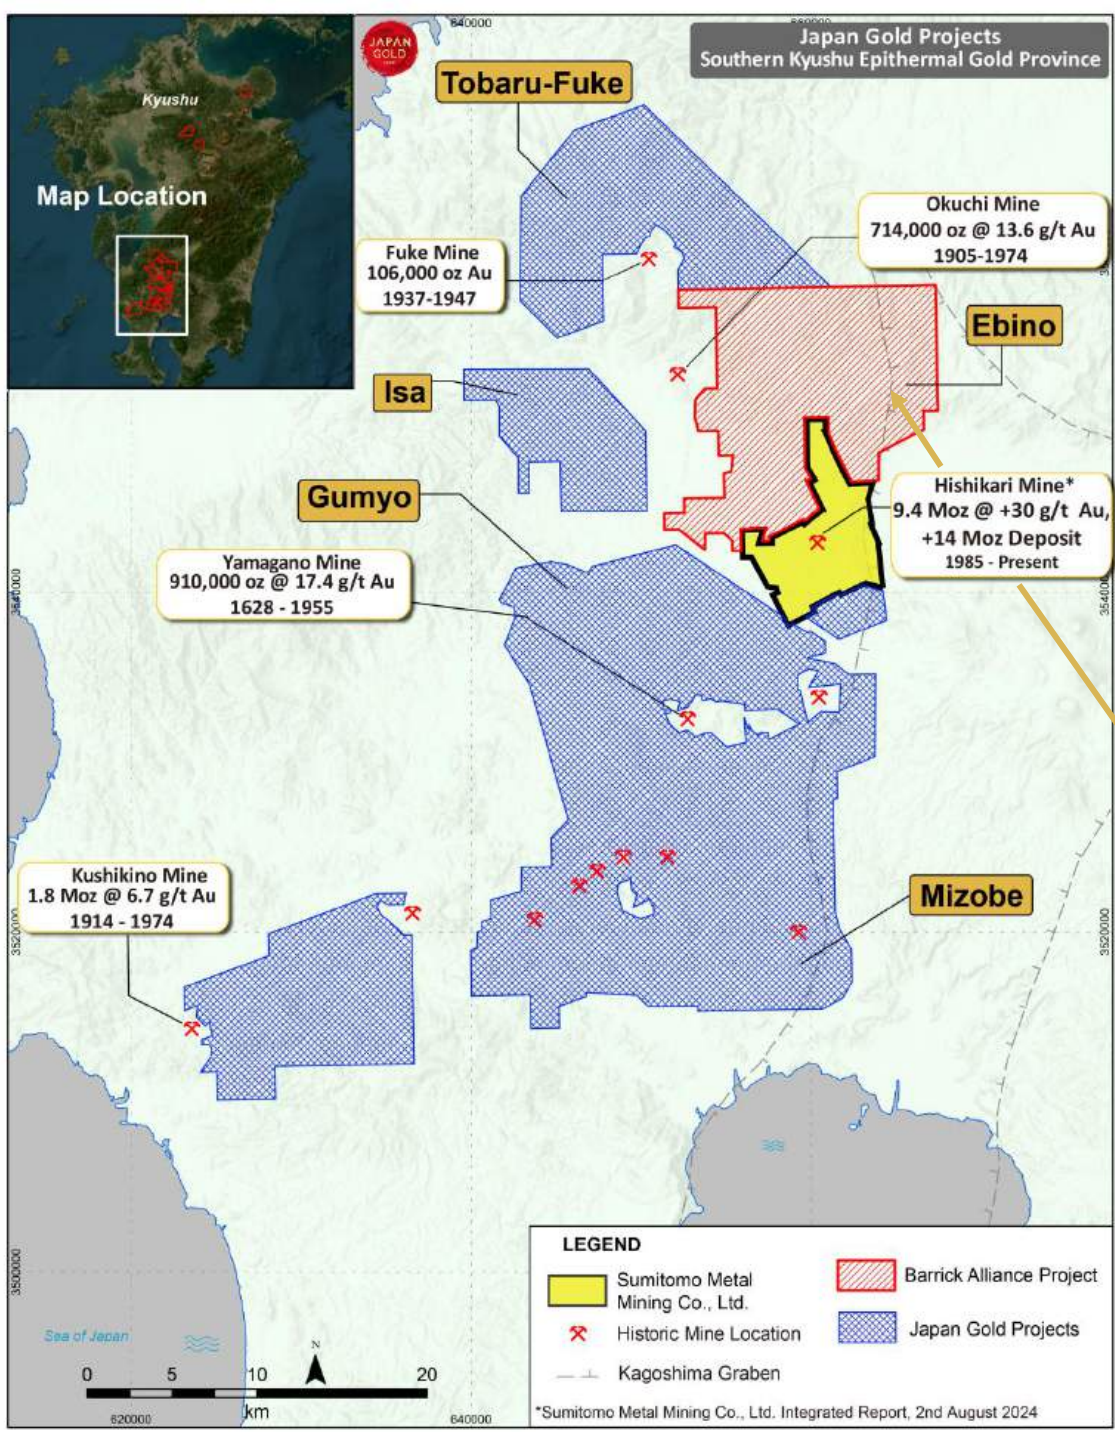 640000
Japan Gold Projects
Southern Kyushu Epithermal Gold Province
JAPAN
GOLD
Tobaru-Fuke
Kyushu
Map Location
Okuchi Mine
714,000 oz @ 13.6 g/t Au
1905-1974
Fuke Mine
106,000 oz Au
1937-1947
Ebino
Isa
Gumyo
Hishikari Mine*
9.4 Moz @ +30 g/t Au,
+14 Moz Deposit
1985 - Present
Yamagano Mine
910,000 oz @ 17.4 g/t Au
1628 - 1955
3540000
3540000
Kushikino Mine
1.8 Moz @ 6.7 g/t Au
1914 - 1974
Mizobe
3520000
3520000
3500000
LEGEND
Sumitomo Metal
Mining Co., Ltd.
Barrick Alliance Project
Historic Mine Location
Japan Gold Projects
Kagoshima Graben
*Sumitomo Metal Mining Co., Ltd. Integrated Report, 2nd August 2024
Sea of Japan
N
0 5 10 20
km
620000
640000